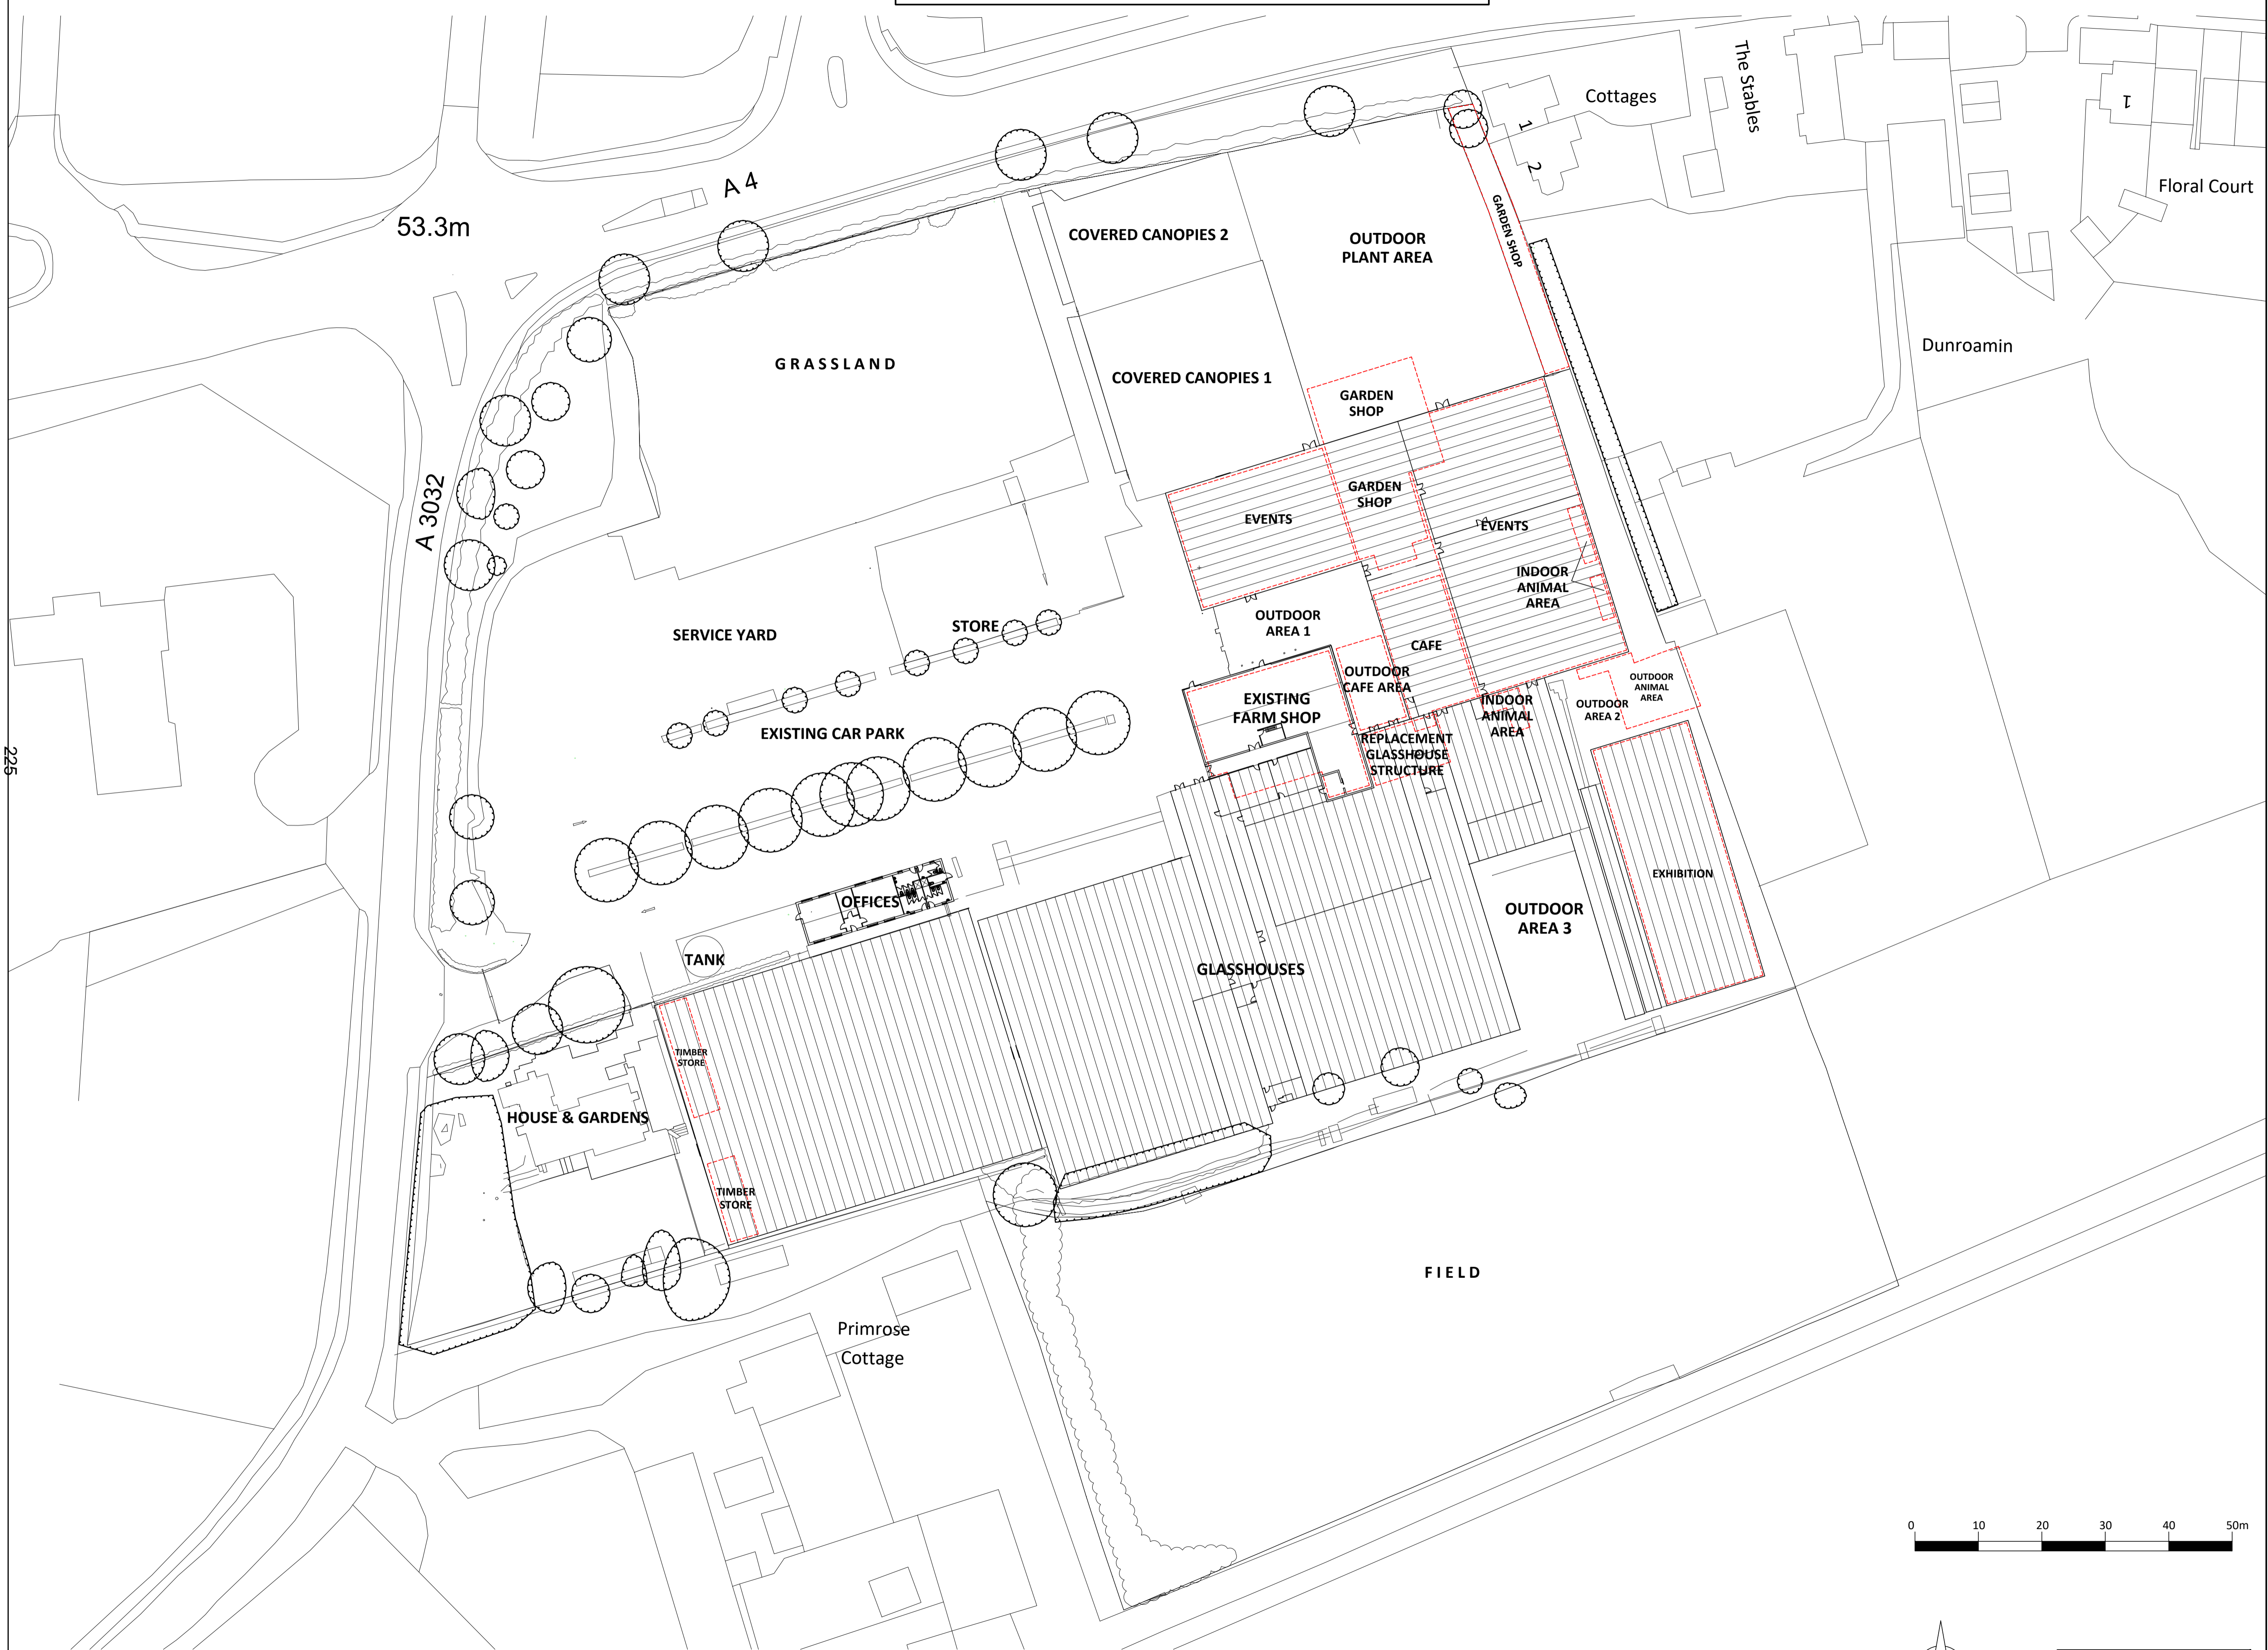 The Stables
Cottages
1
1
2
Floral Court
A 4
53.3m
COVERED CANOPIES 2
OUTDOOR
PLANT AREA
GARDEN SHOP
Dunroamin
GRASSLAND
COVERED CANOPIES 1
GARDEN
SHOP
GARDEN
SHOP
EVENTS
EVENTS
A 3032
INDOOR
ANIMAL
AREA
OUTDOOR
AREA 1
STORE
SERVICE YARD
CAFE
OUTDOOR
CAFE AREA
OUTDOOR
ANIMAL
AREA
EXISTING
FARM SHOP
INDOOR
ANIMAL
AREA
OUTDOOR
AREA 2
EXISTING CAR PARK
REPLACEMENT
GLASSHOUSE
STRUCTURE
225
EXHIBITION
OFFICES
OUTDOOR
AREA 3
TANK
GLASSHOUSES
TIMBER
STORE
HOUSE & GARDENS
TIMBER
STORE
FIELD
Primrose
Cottage
0 10 20 30 40 50m